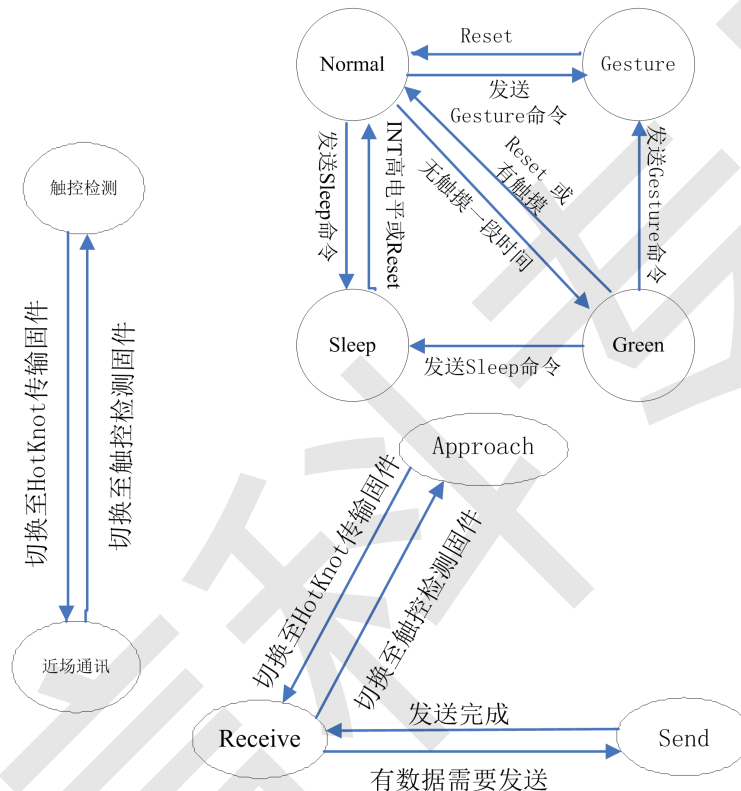 Reset
Normal
Gesture
发送
Gesture命令
发送Sleep命令
INT高电平或Reset
Reset 或
有触摸
无触摸一段时间
发送Gesture命令
触控检测
Sleep
Green
发送Sleep命令
切换至HotKnot传输固件
切换至触控检测固件
Approach
切换至HotKnot传输固件
切换至触控检测固件
近场通讯
发送完成
Receive
Send
有数据需要发送